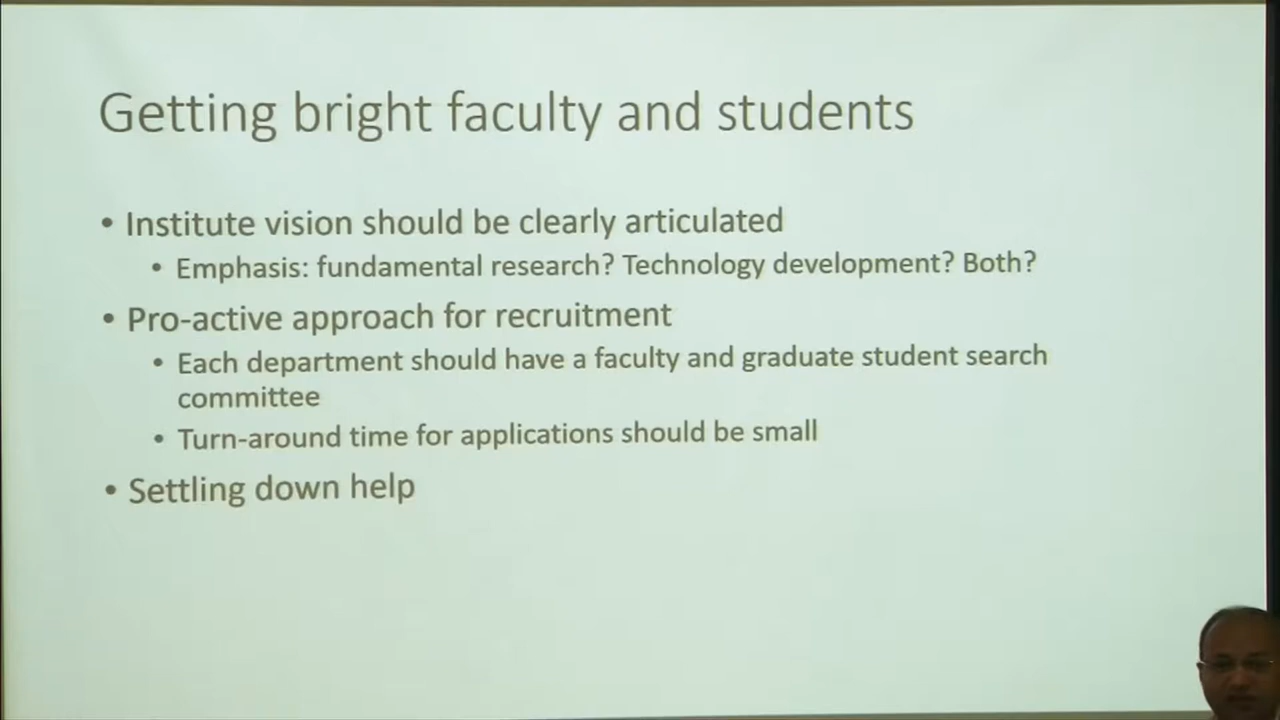 Getting bright faculty and students
• Institute vision should be clearly articulated
• Emphasis: fundamental research? Technology development? Both?
• Pro-active approach for recruitment
• Each department should have a faculty and graduate student search
committee
• Turn-around time for applications should be small
• Settling down help